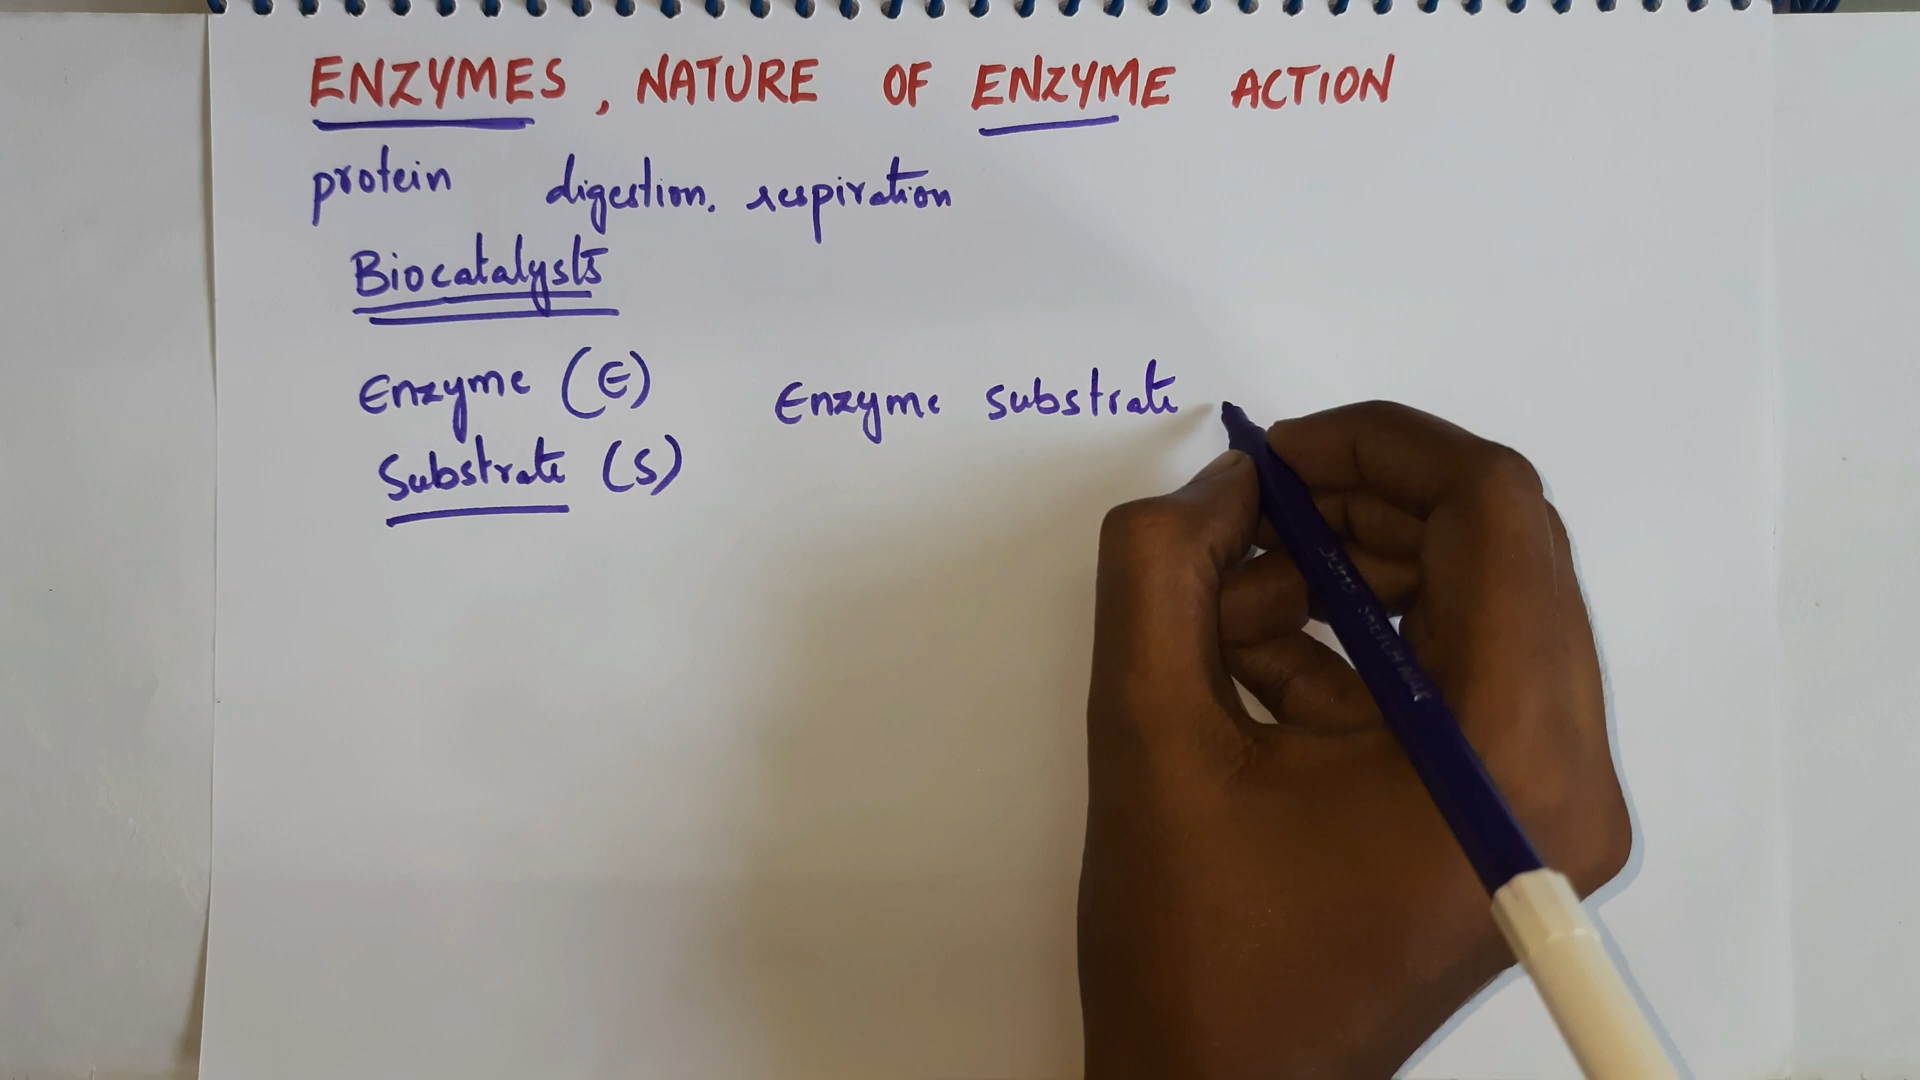 ENZYMES, NATURE OF ENZYME ACTION
protein digestion. respiration
Biocatalysts
Enzyme (E) Enzyme substrate
Substrate (S)